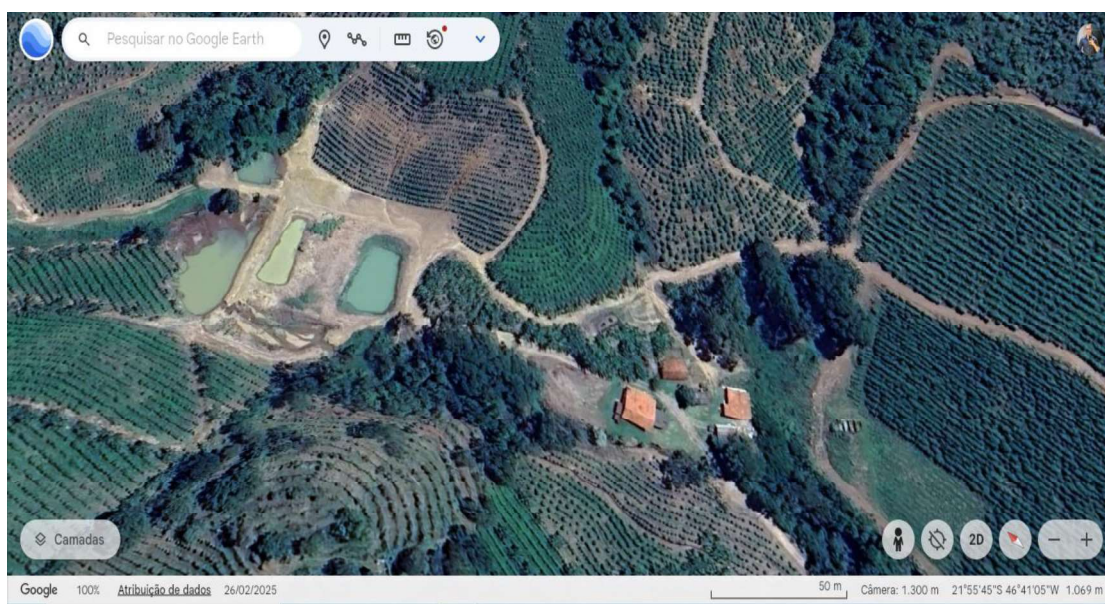 Pesquisar no Google Earth
Camadas
2D
Google 100% Atribuição de dados 26/02/2025 50 m Câmera: 1.300 m 21°55'45"S 46°41'05"W 1.069 m